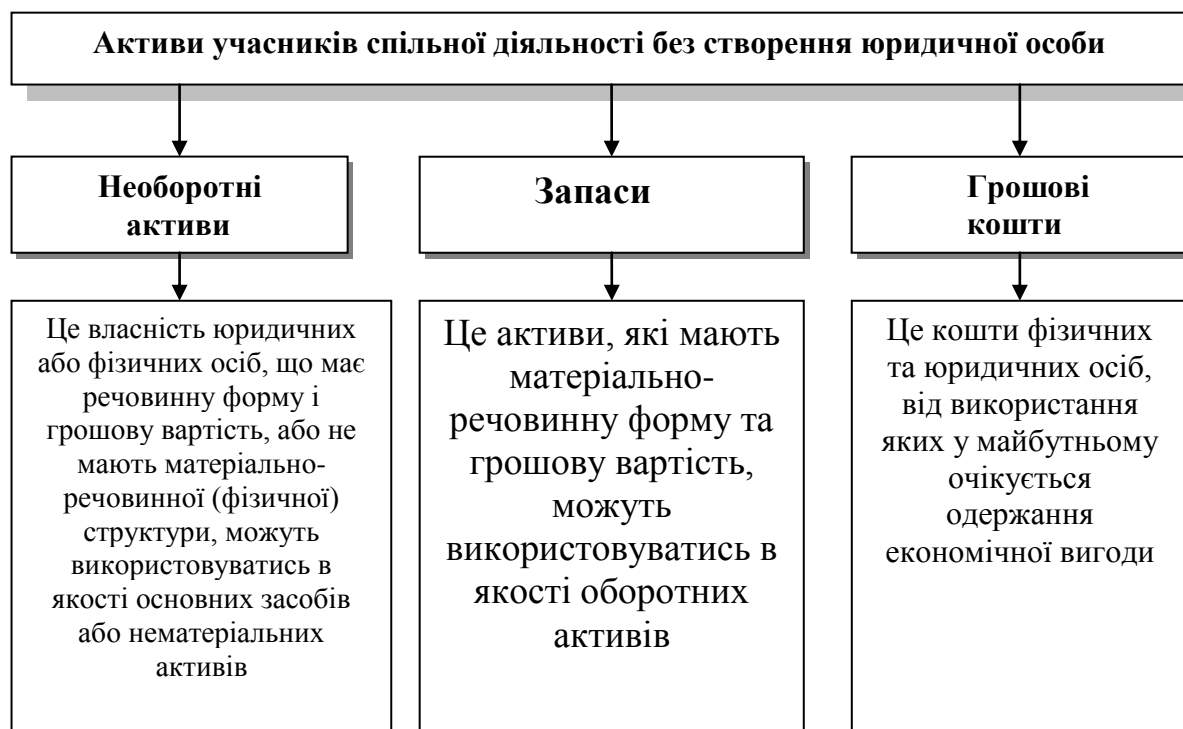 Активи учасників спільної діяльності без створення юридичної особи
Необоротні
активи
Запаси
Грошові
кошти
Це власність юридичних
або фізичних осіб, що має
речовинну форму і
грошову вартість, або не
мають матеріально-
речовинної (фізичної)
структури, можуть
використовуватись в
якості основних засобів
або нематеріальних
активів
Це активи, які мають
матеріально-
речовинну форму та
грошову вартість,
можуть
використовуватись в
якості оборотних
активів
Це кошти фізичних
та юридичних осіб,
від використання
яких у майбутньому
очікується
одержання
економічної вигоди